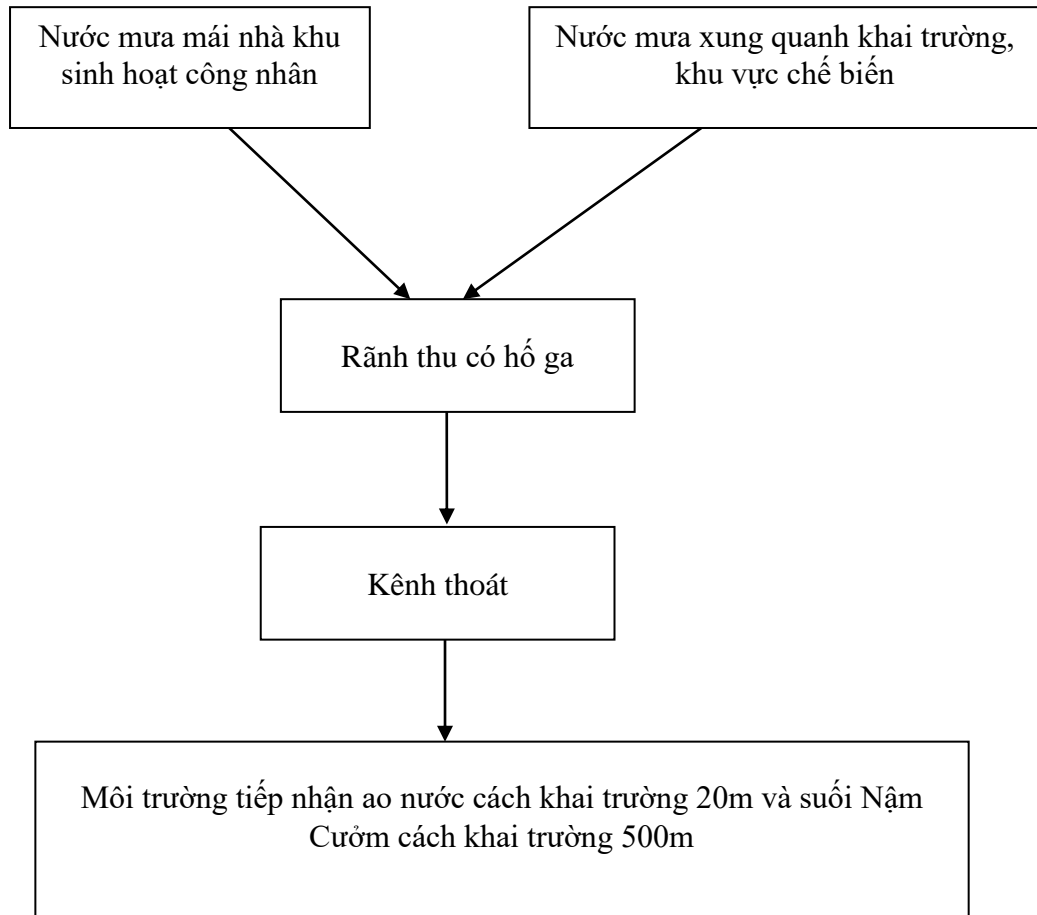 Nước mưa mái nhà khu
sinh hoạt công nhân
Nước mưa xung quanh khai trường,
khu vực chế biến
Rãnh thu có hố ga
Kênh thoát
Môi trường tiếp nhận ao nước cách khai trường 20m và suối Nậm
Cưởm cách khai trường 500m